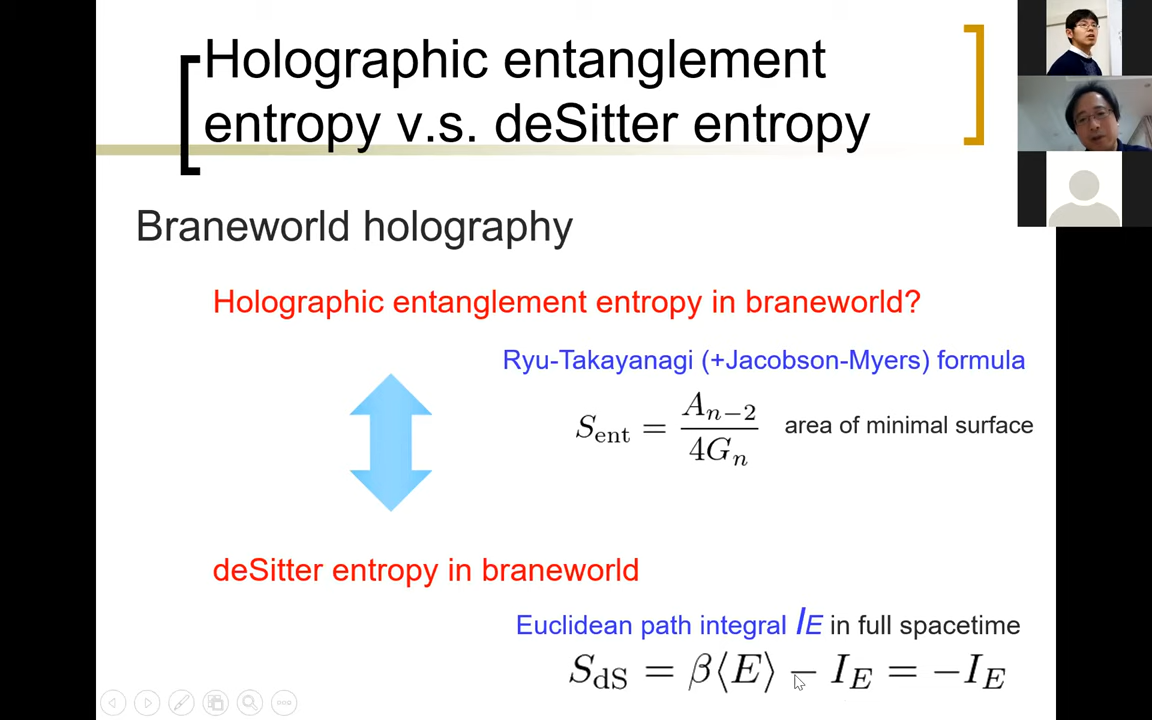 Holographic entanglement
entropy v.s. deSitter entropy
Braneworld holography
Holographic entanglement entropy in braneworld?
Ryu-Takayanagi (+Jacobson-Myers) formula
S_ent = A_{n-2} / 4G_n area of minimal surface
deSitter entropy in braneworld
Euclidean path integral I_E in full spacetime
S_dS = β⟨E⟩ − I_E = −I_E